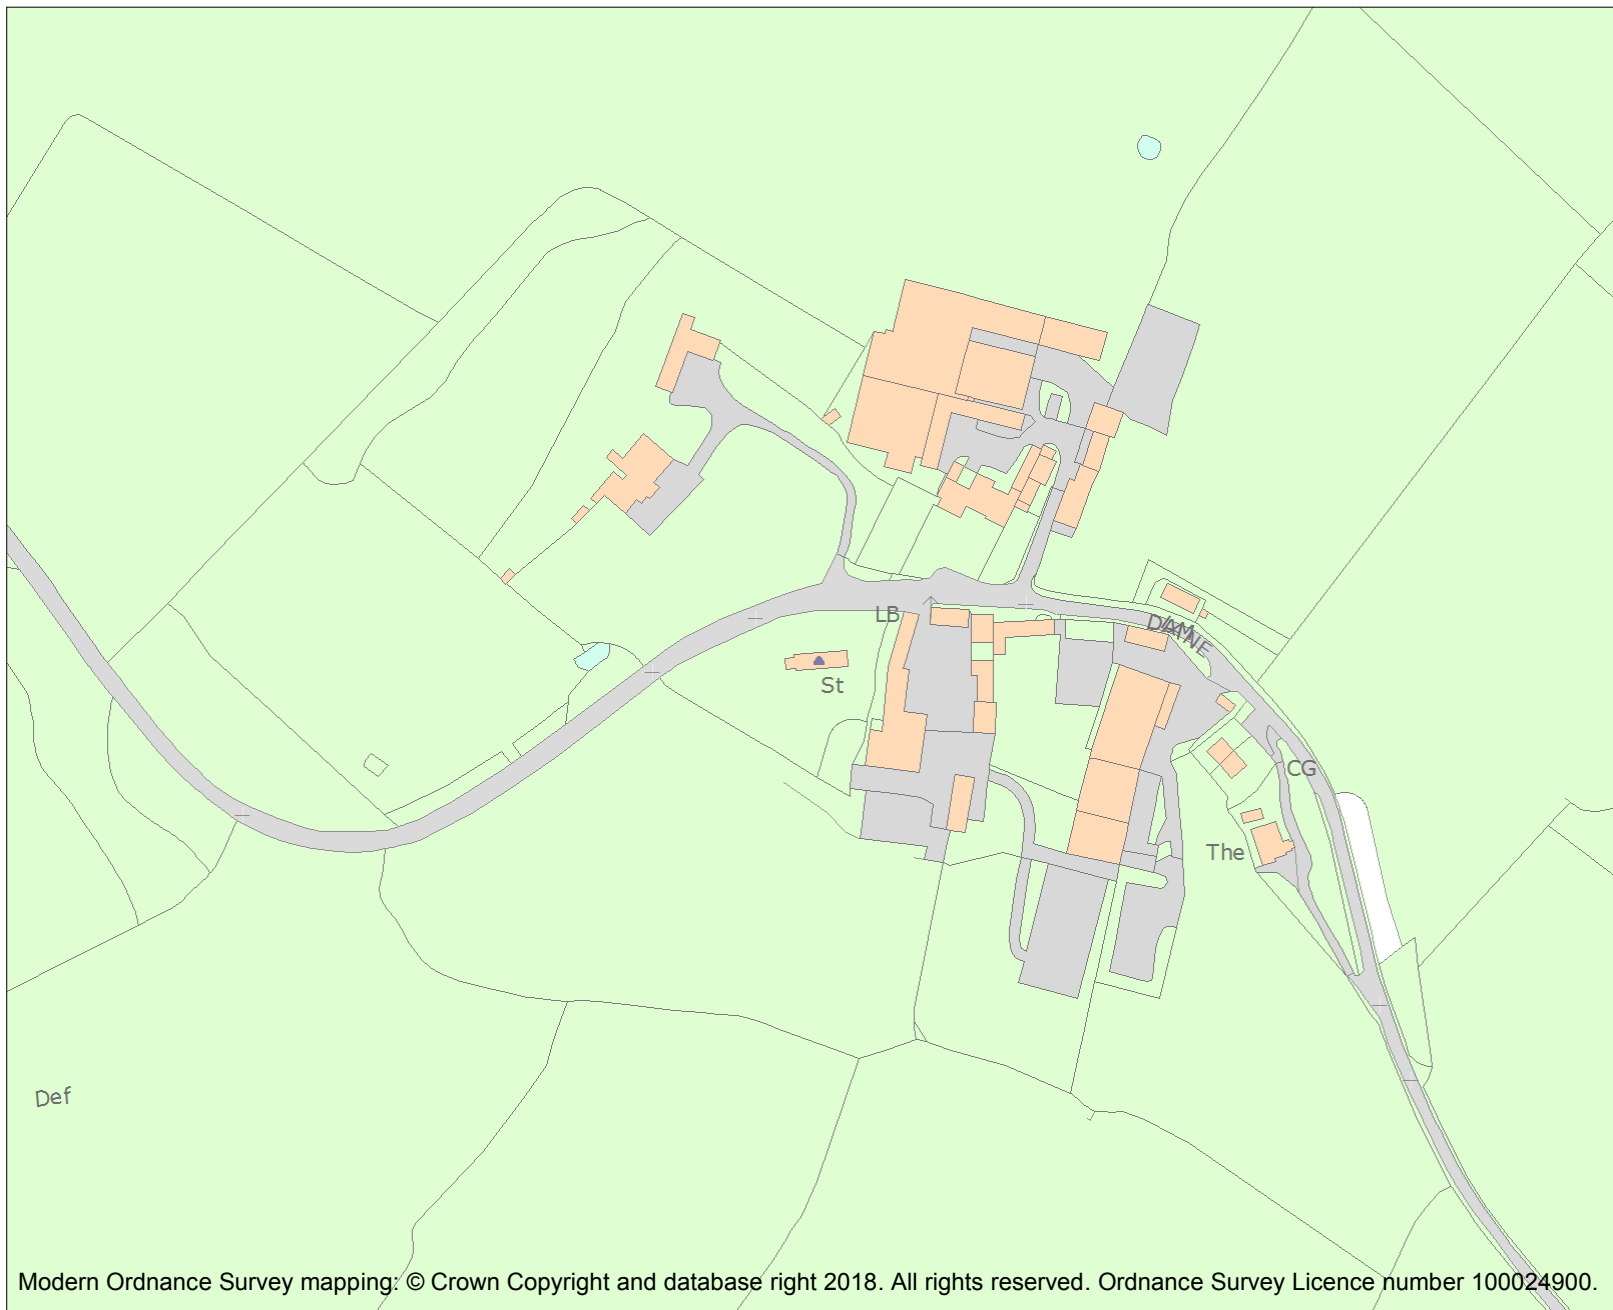 LB
St
CG
The
Def
Modern Ordnance Survey mapping: © Crown Copyright and database right 2018. All rights reserved. Ordnance Survey Licence number 100024900.